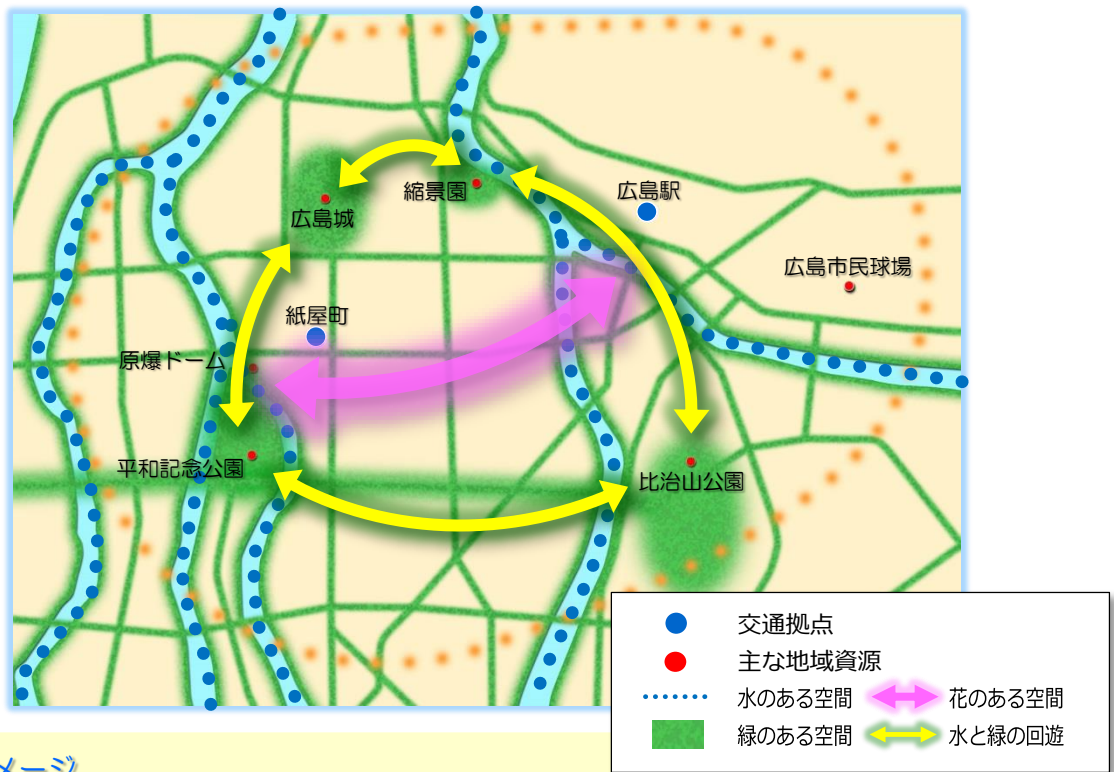 縮景園
広島駅
広島城
広島市民球場
紙屋町
原爆ドーム
平和記念公園
比治山公園
交通拠点
主な地域資源
水のある空間
花のある空間
緑のある空間
水と緑の回遊
メージ